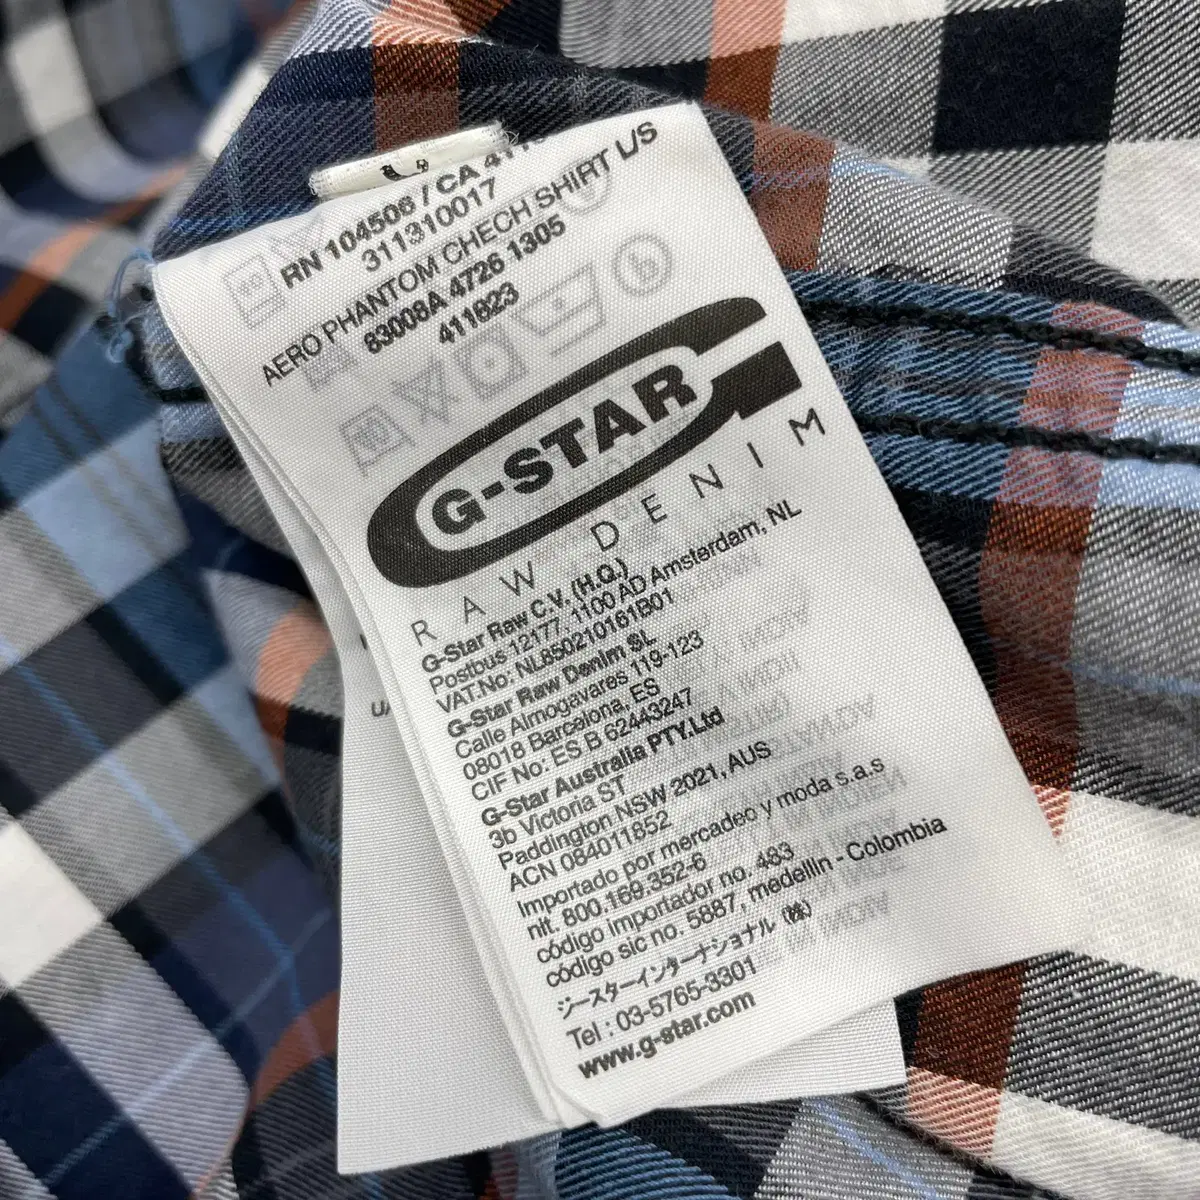 RN 104506 / CA
311310017
AERO PHANTOM CHECH SHIRT L/S
83008A 4726 1305
411823
G-STAR
RAW DENIM
G-Star Raw C.V. (H.Q.)
Postbus 12177, 1100 AD Amsterdam, NL
VAT.No: NL850210161B01
G-Star Raw Denim SL
Calle Almogavares 119-123
08018 Barcalona, ES
CIF No: ES B 62443247
G-Star Australia PTY.Ltd
3b Victoria ST
Paddington NSW 2021, AUS
ACN 084011852
Importado por mercadeo y moda s.a.s
nit. 800.169.352-6
código importador no. 483
código sic no. 5887, medellin - Colombia
ジースターインターナショナル (株)
Tel : 03-5765-3301
www.g-star.com